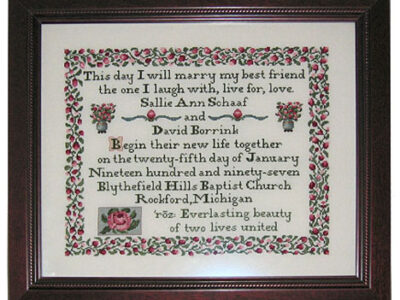 This day I will marry my best friend
the one I laugh with, live for, love.
Sallie Ann Schaaf
and
David Borrink
Begin their new life together
on the twenty-fifth day of January
Nineteen hundred and ninety-seven
Blythefield Hills Baptist Church
Rockford, Michigan
'rōz: Everlasting beauty
of two lives united